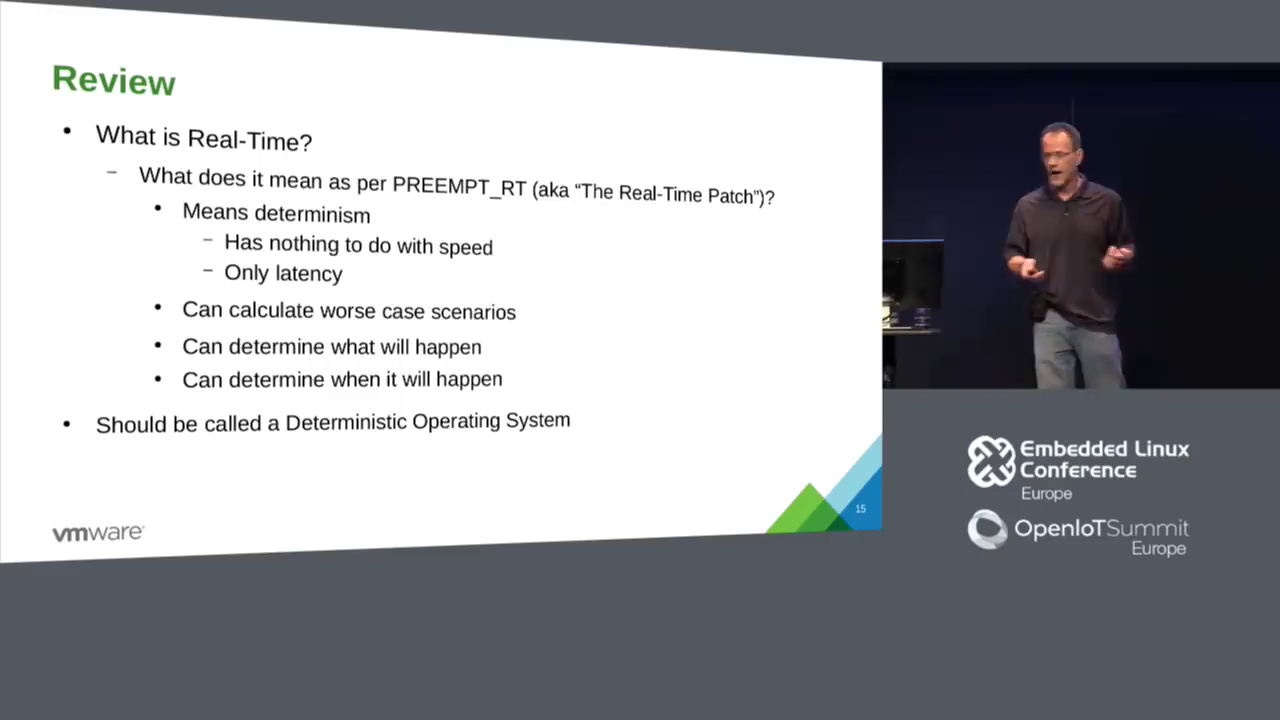 Review
• What is Real-Time?
– What does it mean as per PREEMPT_RT (aka “The Real-Time Patch”)?
• Means determinism
– Has nothing to do with speed
– Only latency
• Can calculate worse case scenarios
• Can determine what will happen
• Can determine when it will happen
• Should be called a Deterministic Operating System
15
vmware®
Embedded Linux
Conference
Europe
OpenIoTSummit
Europe